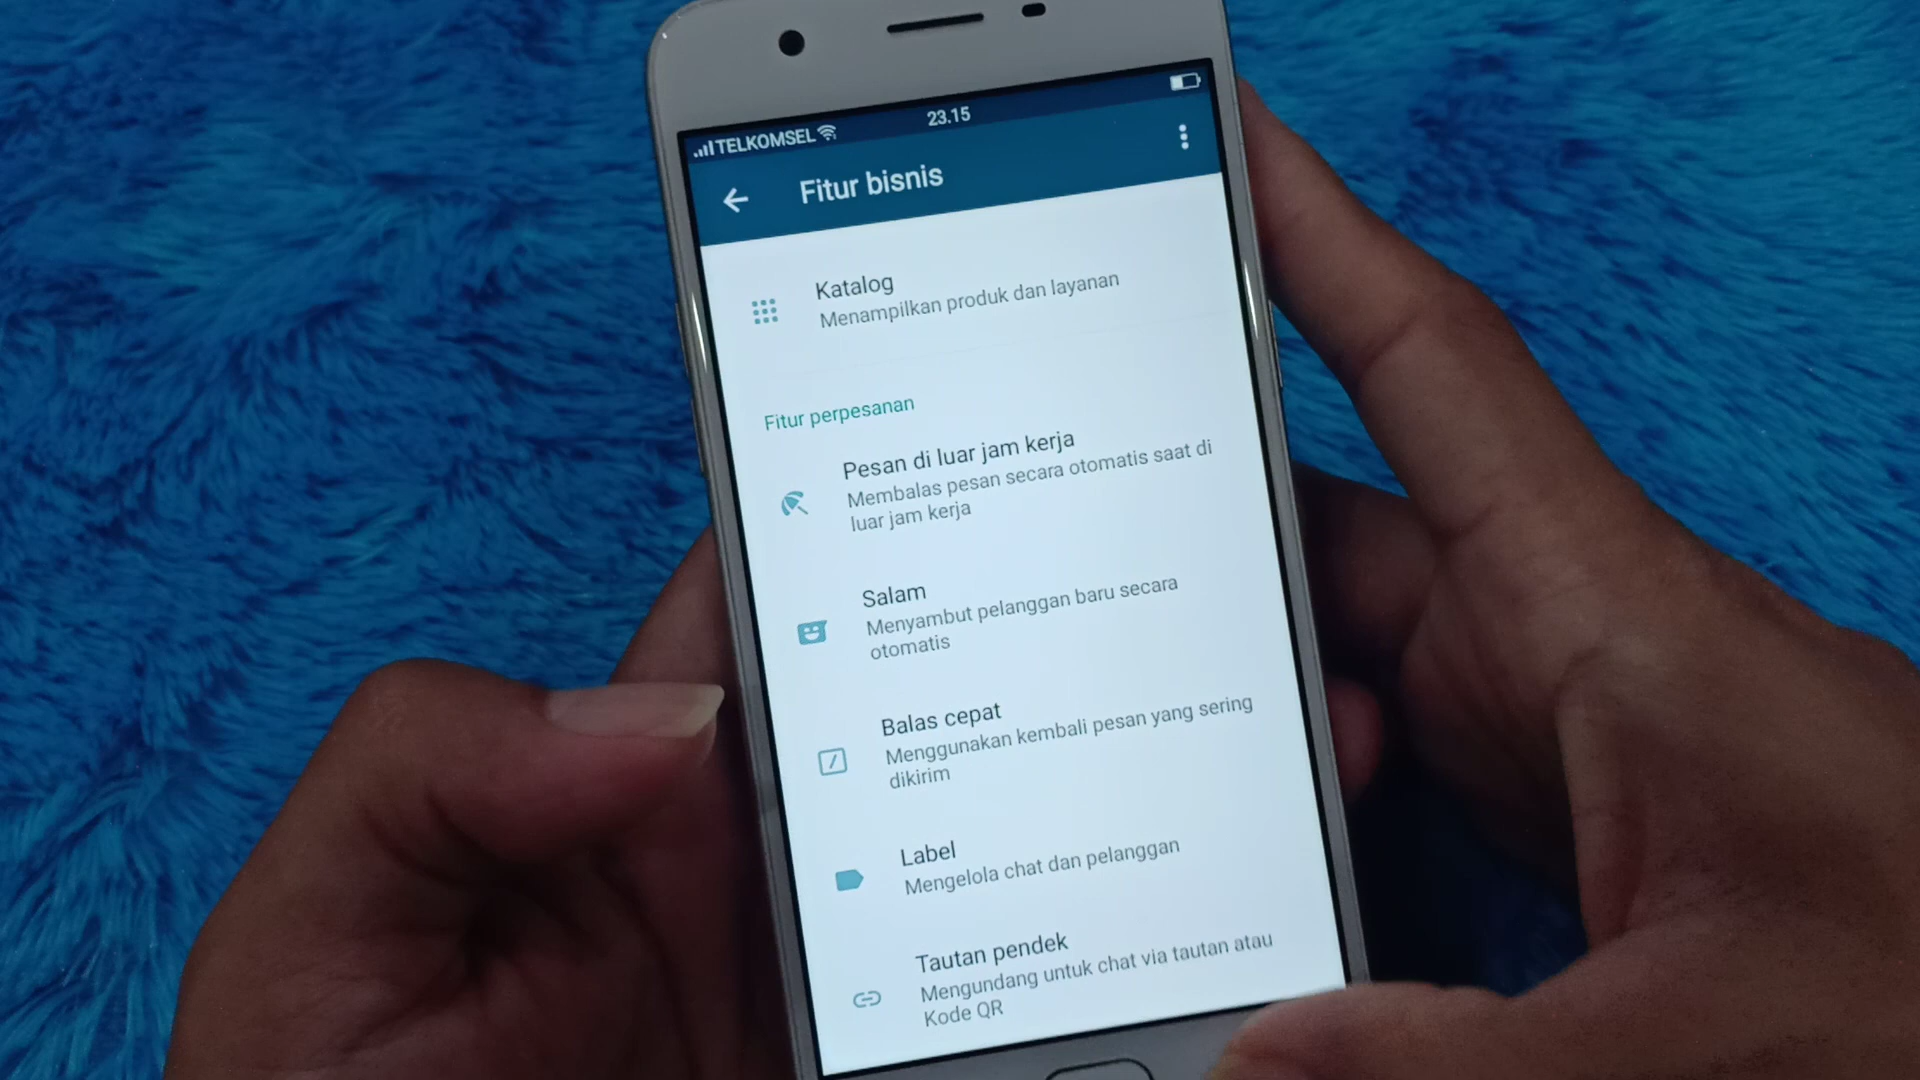 TELKOMSEL 23.15
Fitur bisnis
Katalog
Menampilkan produk dan layanan
Fitur perpesanan
Pesan di luar jam kerja
Membalas pesan secara otomatis saat di
luar jam kerja
Salam
Menyambut pelanggan baru secara
otomatis
Balas cepat
Menggunakan kembali pesan yang sering
dikirim
Label
Mengelola chat dan pelanggan
Tautan pendek
Mengundang untuk chat via tautan atau
Kode QR